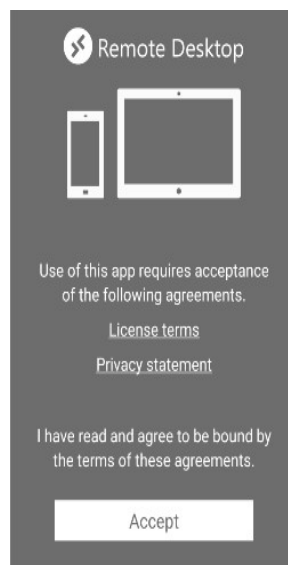 Remote Desktop
Use of this app requires acceptance
of the following agreements.
License terms
Privacy statement
I have read and agree to be bound by
the terms of these agreements.
Accept